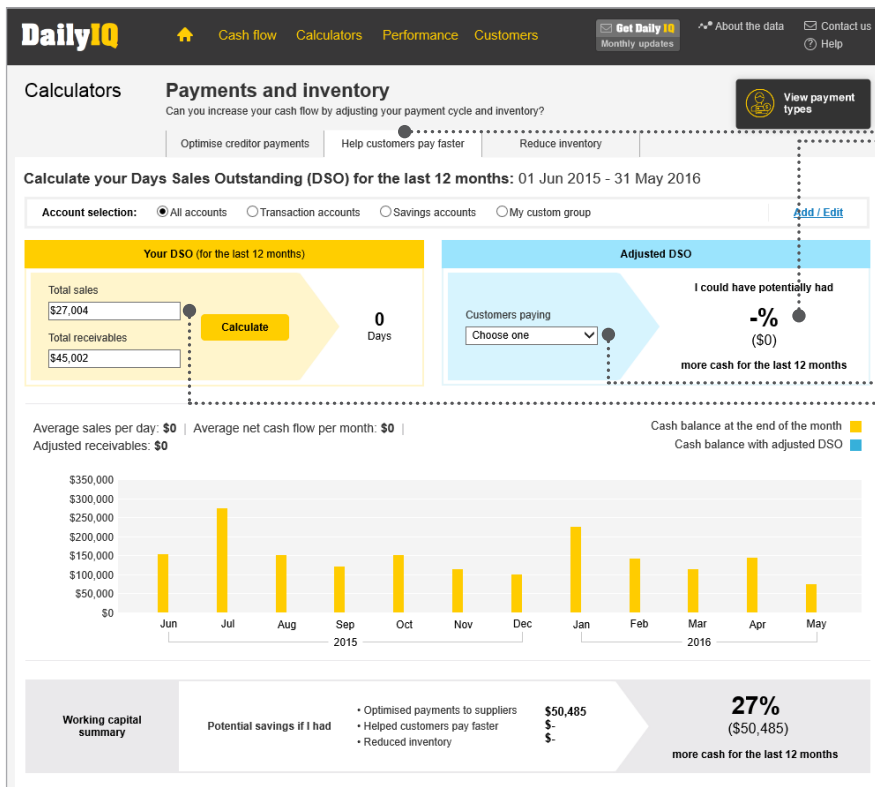 DailyIQ
Cash flow Calculators Performance Customers
Get Daily IQ
Monthly updates
About the data
Contact us
Help
Calculators
Payments and inventory
Can you increase your cash flow by adjusting your payment cycle and inventory?
View payment
types
Optimise creditor payments Help customers pay faster Reduce inventory
Calculate your Days Sales Outstanding (DSO) for the last 12 months: 01 Jun 2015 - 31 May 2016
Account selection: All accounts Transaction accounts Savings accounts My custom group Add / Edit
Your DSO (for the last 12 months)
Total sales
$27,004
Total receivables
$45,002
Calculate
0
Days
Adjusted DSO
Customers paying
Choose one
I could have potentially had
-%
($0)
more cash for the last 12 months
Average sales per day: $0 | Average net cash flow per month: $0 |
Adjusted receivables: $0
Cash balance at the end of the month
Cash balance with adjusted DSO
$350,000
$300,000
$250,000
$200,000
$150,000
$100,000
$50,000
$0
Jun Jul Aug Sep Oct Nov Dec Jan Feb Mar Apr May
2015 2016
Working capital
summary
Potential savings if I had
• Optimised payments to suppliers $50,485
• Helped customers pay faster $-
• Reduced inventory $-
27%
($50,485)
more cash for the last 12 months